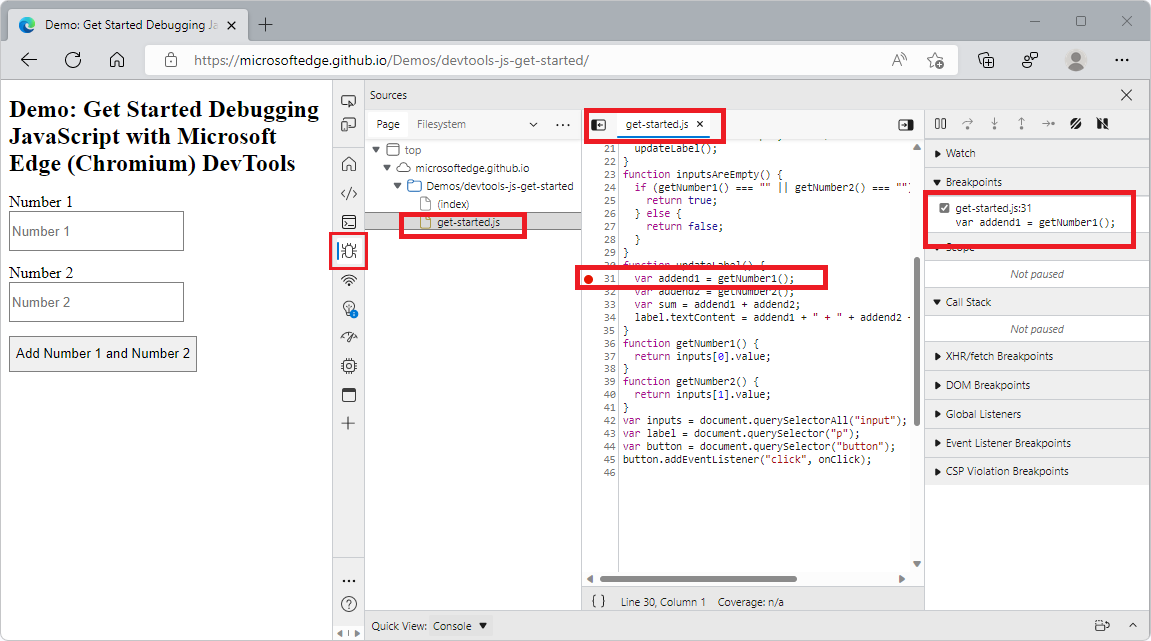 Demo: Get Started Debugging Ja
https://microsoftedge.github.io/Demos/devtools-js-get-started/
Demo: Get Started Debugging
JavaScript with Microsoft
Edge (Chromium) DevTools
Number 1
Number 1
Number 2
Number 2
Add Number 1 and Number 2
Sources
Page
Filesystem
top
microsoftedge.github.io
Demos/devtools-js-get-started
(index)
get-started.js
get-started.js
21 updateLabel();
22 }
23 function inputsAreEmpty() {
24 if (getNumber1() === "" || getNumber2() === ""
25 return true;
26 } else {
27 return false;
28 }
29 }
30 function updateLabel() {
31 var addend1 = getNumber1();
32 var addend2 = getNumber2();
33 var sum = addend1 + addend2;
34 label.textContent = addend1 + " + " + addend2
35 }
36 function getNumber1() {
37 return inputs[0].value;
38 }
39 function getNumber2() {
40 return inputs[1].value;
41 }
42 var inputs = document.querySelectorAll("input");
43 var label = document.querySelector("p");
44 var button = document.querySelector("button");
45 button.addEventListener("click", onClick);
46
{ } Line 30, Column 1 Coverage: n/a
Watch
Breakpoints
get-started.js:31
var addend1 = getNumber1();
Scope
Not paused
Call Stack
Not paused
XHR/fetch Breakpoints
DOM Breakpoints
Global Listeners
Event Listener Breakpoints
CSP Violation Breakpoints
Quick View: Console